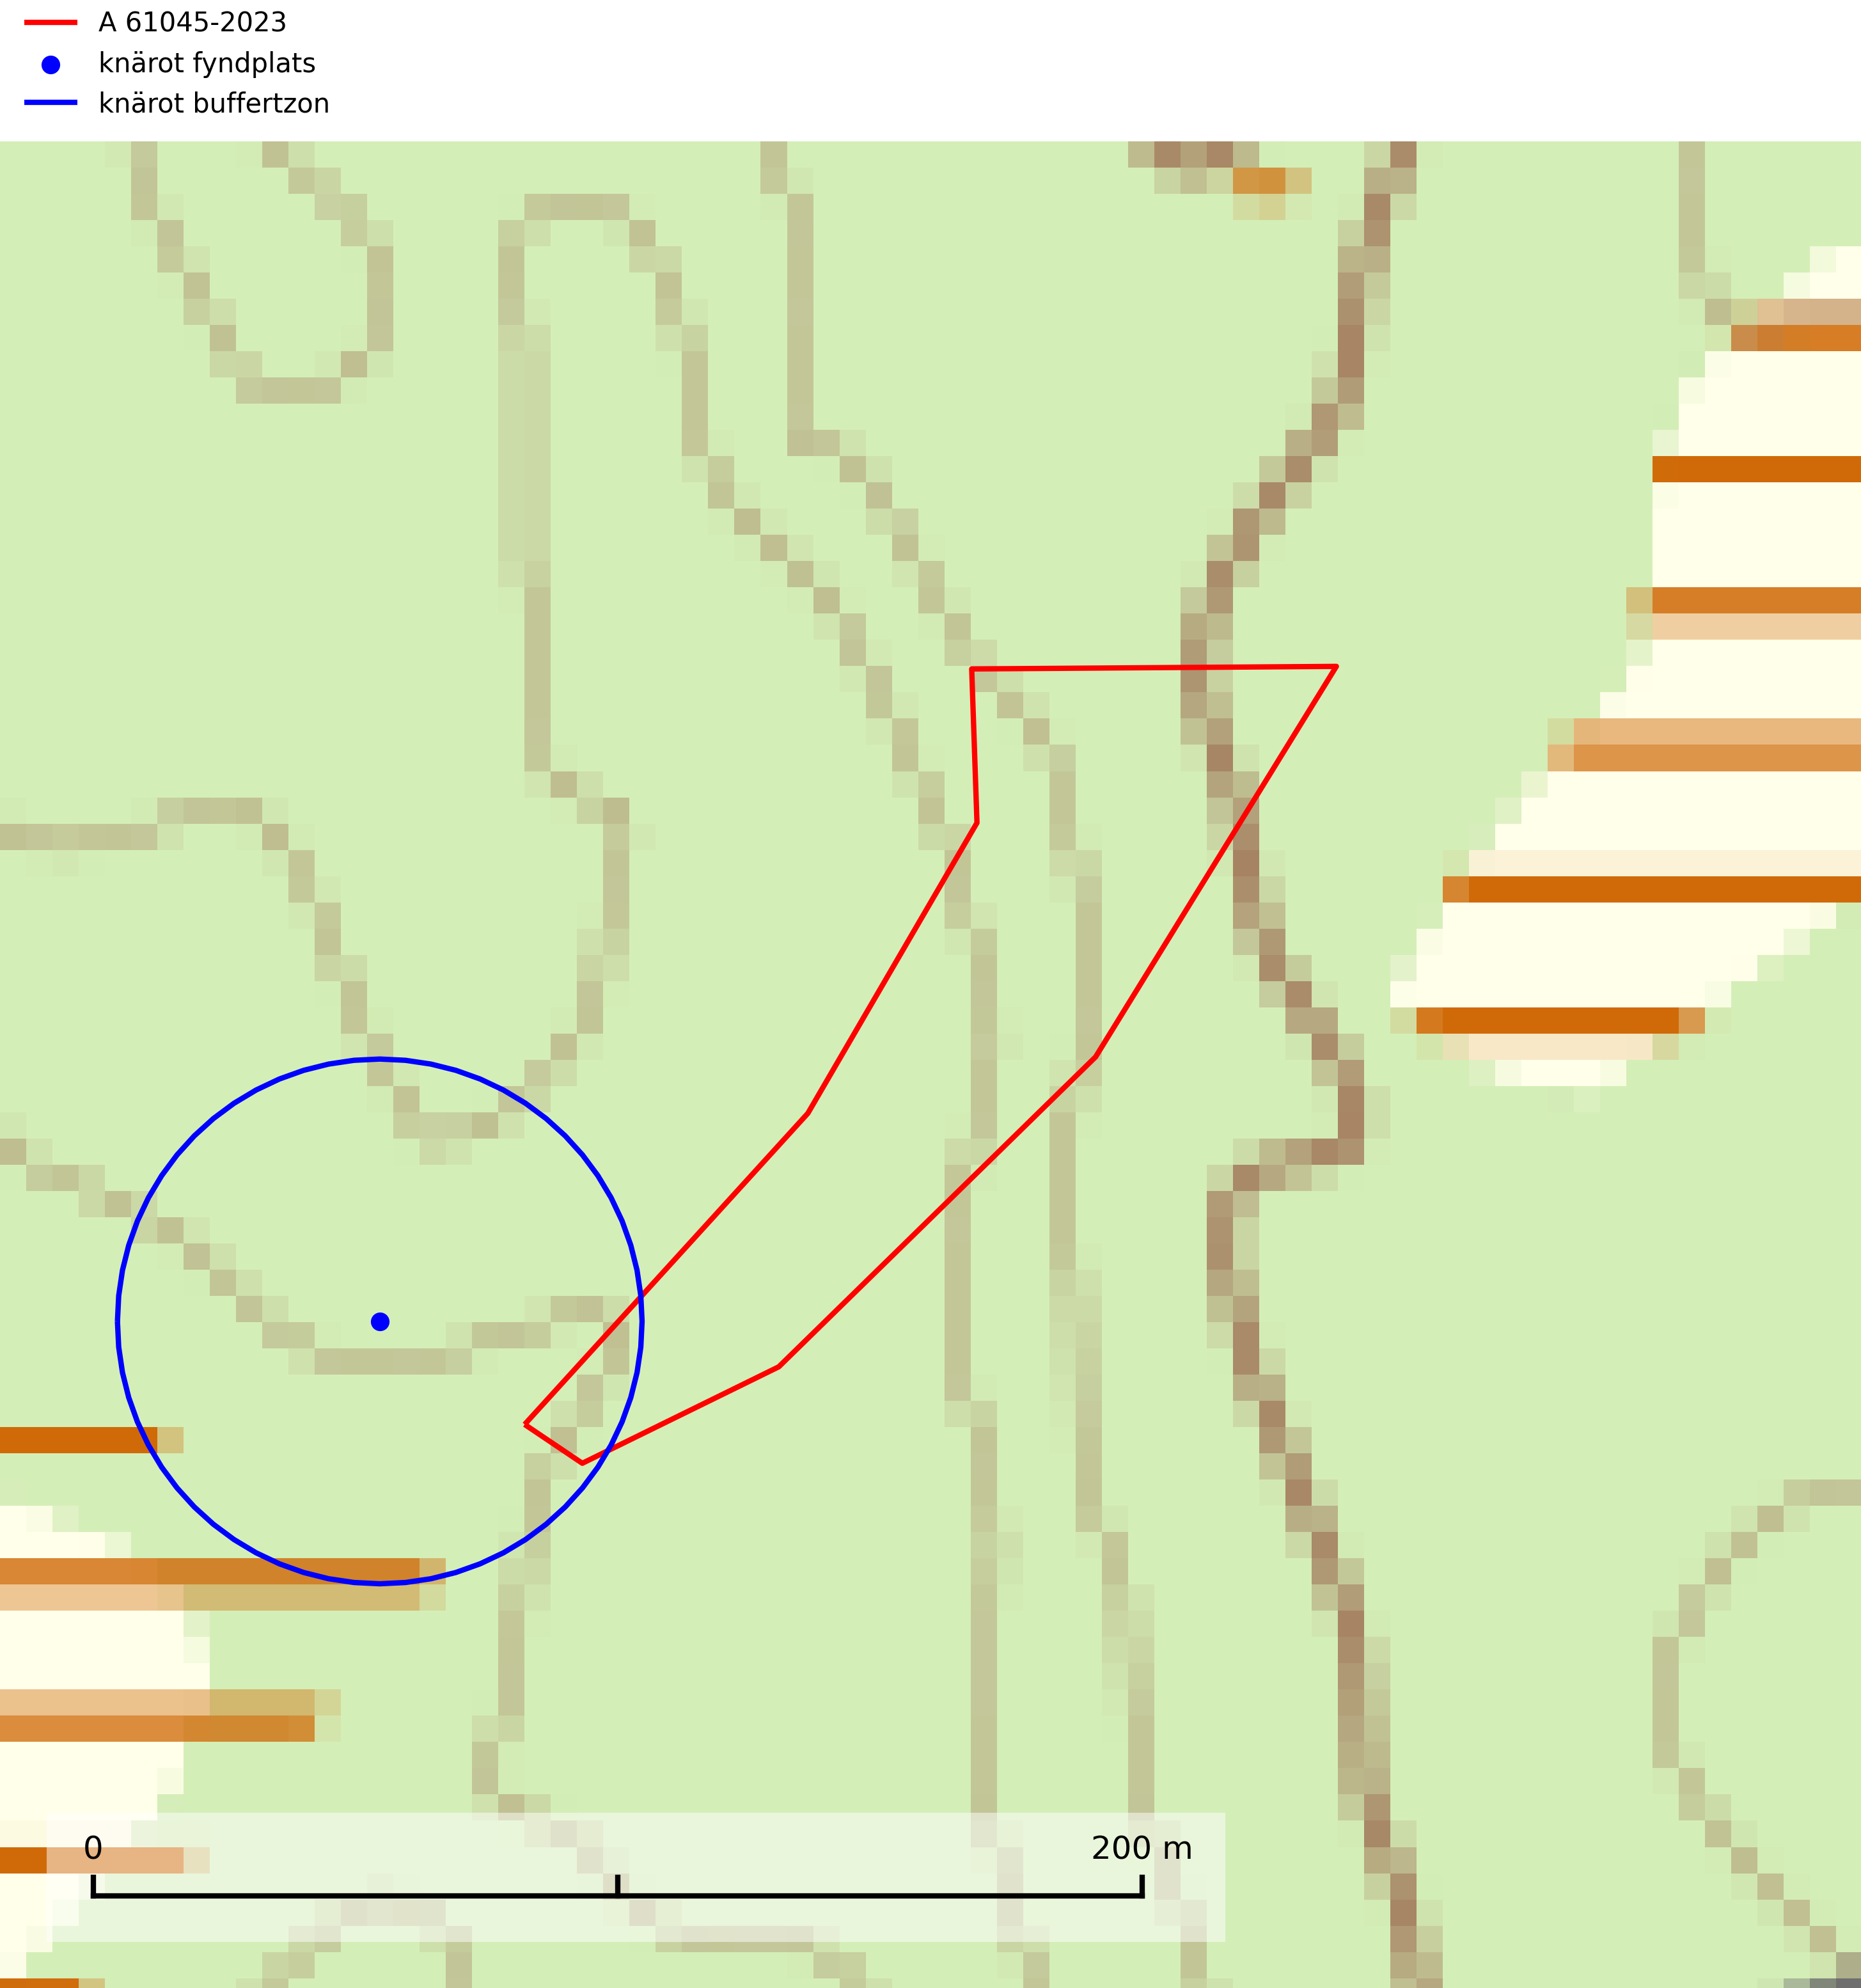 A 61045-2023
knärot fyndplats
knärot buffertzon
0 200 m